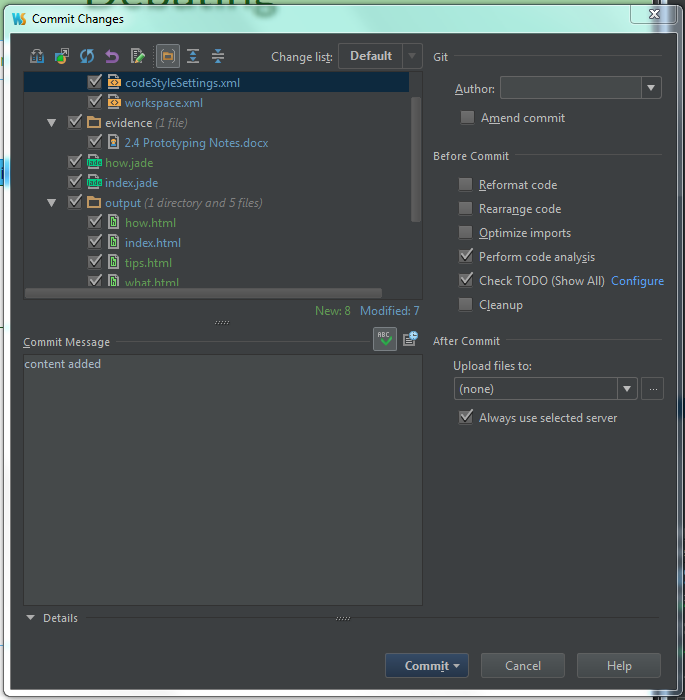 Debating
WS Commit Changes
Change list: Default
codeStyleSettings.xml
workspace.xml
evidence (1 file)
2.4 Prototyping Notes.docx
how.jade
index.jade
output (1 directory and 5 files)
how.html
index.html
tips.html
what.html
New: 8 Modified: 7
Commit Message
ABC
content added
Details
Git
Author:
Amend commit
Before Commit
Reformat code
Rearrange code
Optimize imports
Perform code analysis
Check TODO (Show All) Configure
Cleanup
After Commit
Upload files to:
(none)
...
Always use selected server
Commit
Cancel
Help